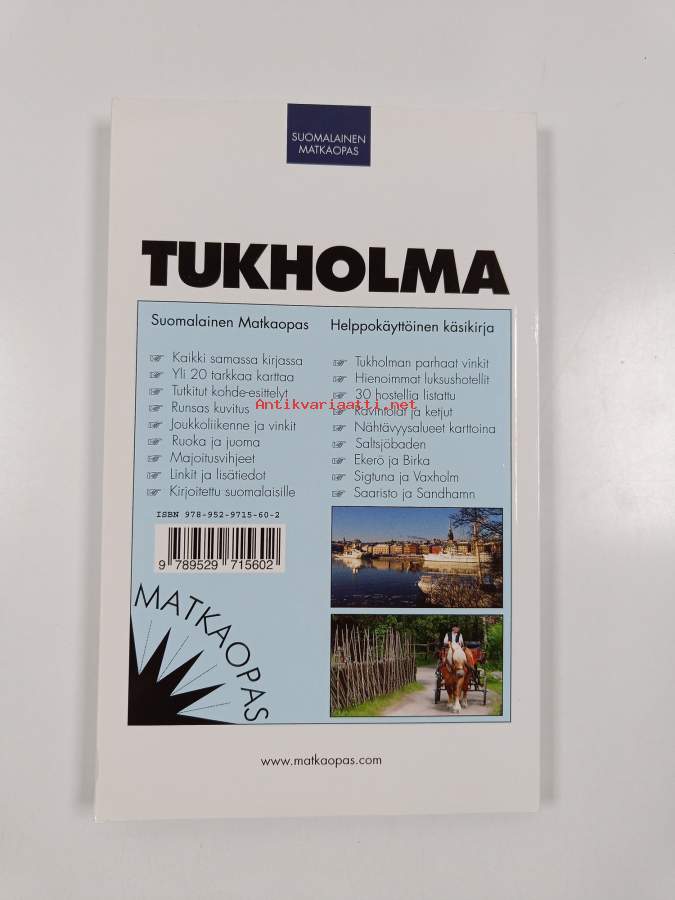 SUOMALAINEN
MATKAOPAS
TUKHOLMA
Suomalainen Matkaopas
Kaikki samassa kirjassa
Yli 20 tarkkaa karttaa
Tutkitut kohde-esittelyt
Runsas kuvitus
Joukkoliikenne ja vinkit
Ruoka ja juoma
Majoitusvihjeet
Linkit ja lisätiedot
Kirjoitettu suomalaisille
Helppokäyttöinen käsikirja
Tukholman parhaat vinkit
Hienoimmat luksushotellit
30 hostellia listattu
Ravintolat ja ketjut
Nähtävyysalueet karttoina
Saltsjöbaden
Ekerö ja Birka
Sigtuna ja Vaxholm
Saaristo ja Sandhamn
Antikvariaatti.net
ISBN 978-952-9715-60-2
9 789529 715602
MATKAOPAS
www.matkaopas.com